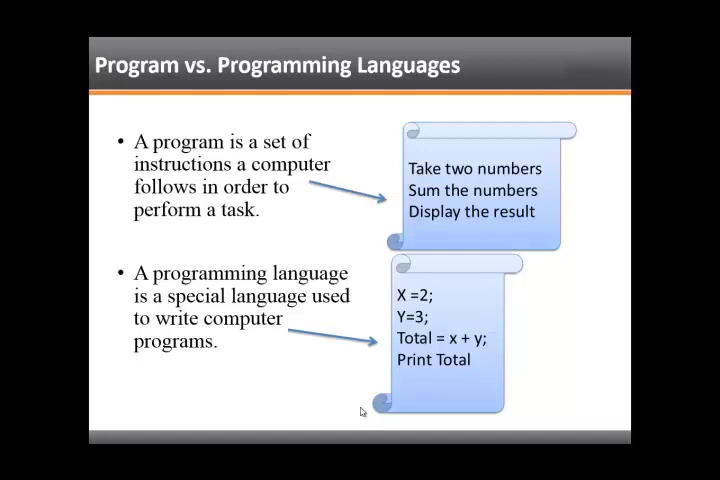 Program vs. Programming Languages
• A program is a set of
instructions a computer
follows in order to
perform a task.
Take two numbers
Sum the numbers
Display the result
• A programming language
is a special language used
to write computer
programs.
X =2;
Y=3;
Total = x + y;
Print Total